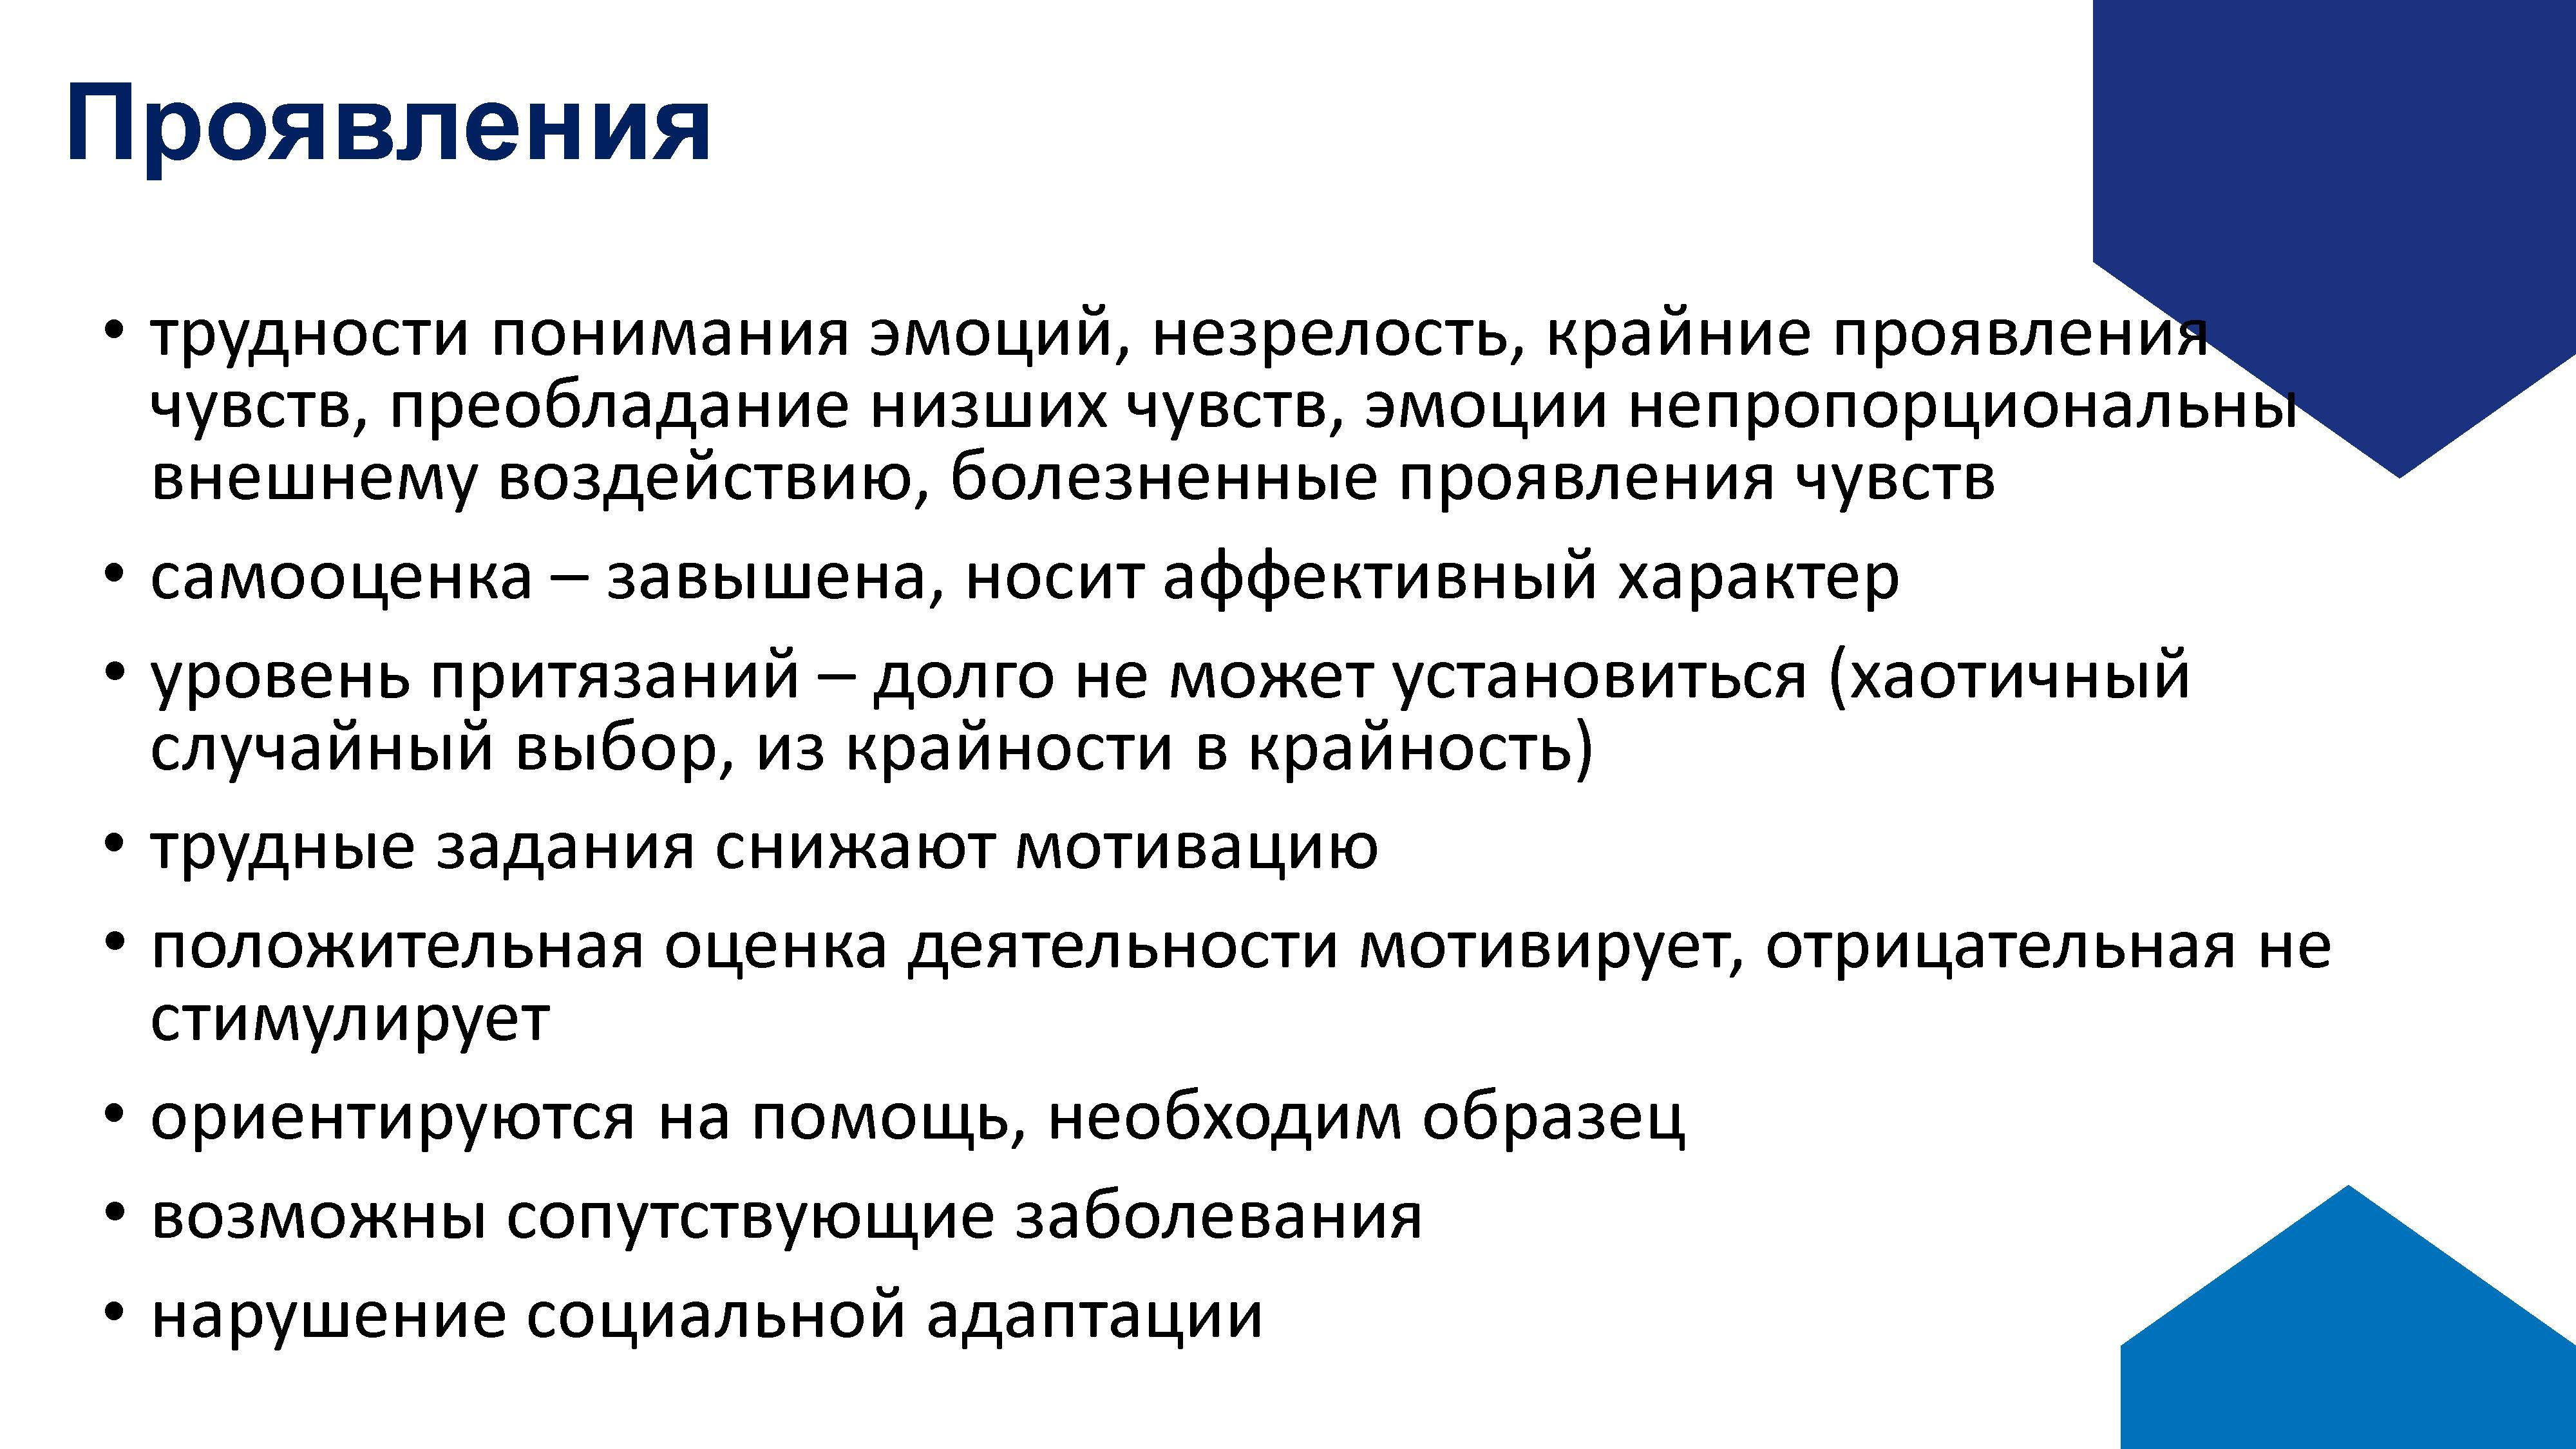 Проявления
• трудности понимания эмоций, незрелость, крайние проявления
чувств, преобладание низших чувств, эмоции непропорциональны
внешнему воздействию, болезненные проявления чувств
• самооценка – завышена, носит аффективный характер
• уровень притязаний – долго не может установиться (хаотичный
случайный выбор, из крайности в крайность)
• трудные задания снижают мотивацию
• положительная оценка деятельности мотивирует, отрицательная не
стимулирует
• ориентируются на помощь, необходим образец
• возможны сопутствующие заболевания
• нарушение социальной адаптации